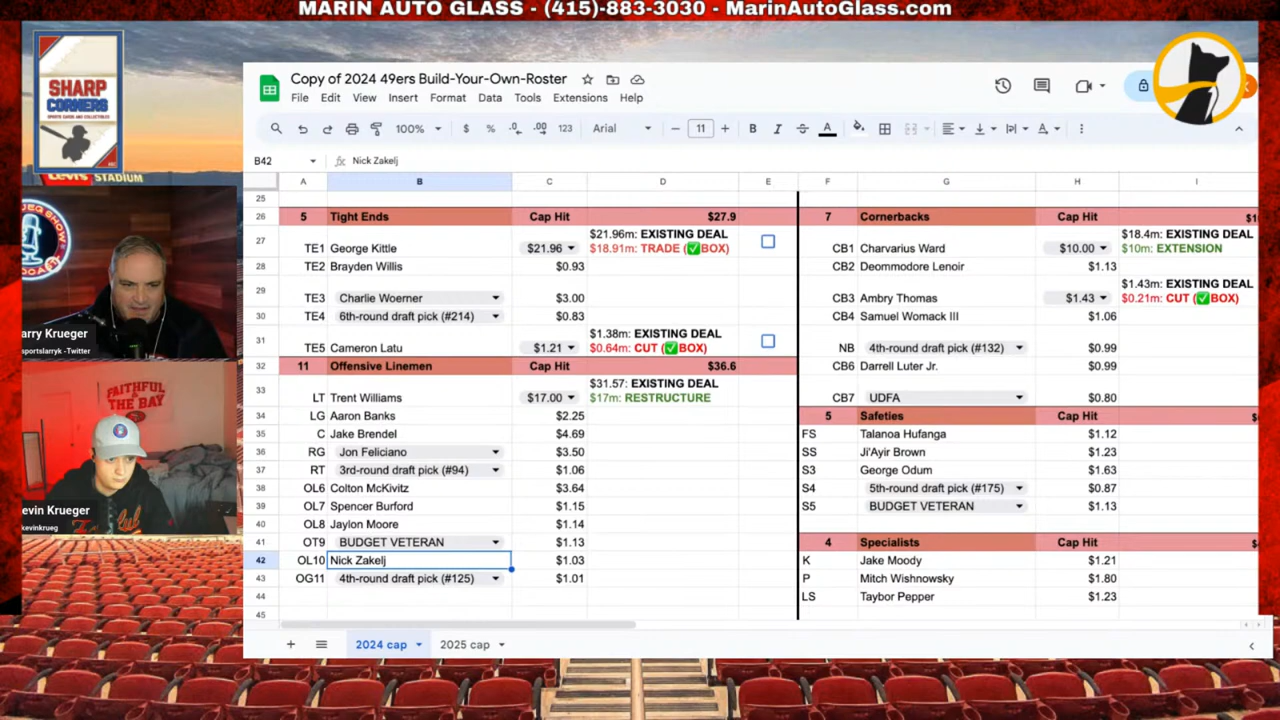 MARIN AUTO GLASS - (415)-883-3030 - MarinAutoGlass.com
SHARP
CORNERS
SPORTS CARDS AND COLLECTIBLES
LEVI'S STADIUM
Copy of 2024 49ers Build-Your-Own-Roster
File Edit View Insert Format Data Tools Extensions Help
100% $ % .0 .00 123 Arial 11 B I A
B42 fx Nick Zakelj
A B C D E F G H I
25
26 5 Tight Ends Cap Hit $27.9 7 Cornerbacks Cap Hit
27 TE1 George Kittle $21.96 $21.96m: EXISTING DEAL $18.91m: TRADE (✅BOX) CB1 Charvarius Ward $10.00 $18.4m: EXISTING DEAL $10m: EXTENSION
28 TE2 Brayden Willis $0.93 CB2 Deommodore Lenoir $1.13
29 TE3 Charlie Woerner $3.00 CB3 Ambry Thomas $1.43 $1.43m: EXISTING DEAL $0.21m: CUT (✅BOX)
30 TE4 6th-round draft pick (#214) $0.83 CB4 Samuel Womack III $1.06
31 TE5 Cameron Latu $1.21 $1.38m: EXISTING DEAL $0.64m: CUT (✅BOX) NB 4th-round draft pick (#132) $0.99
32 11 Offensive Linemen Cap Hit $36.6 CB6 Darrell Luter Jr. $0.99
33 LT Trent Williams $17.00 $31.57: EXISTING DEAL $17m: RESTRUCTURE CB7 UDFA $0.80
34 LG Aaron Banks $2.25 5 Safeties Cap Hit
35 C Jake Brendel $4.69 FS Talanoa Hufanga $1.12
36 RG Jon Feliciano $3.50 SS Ji'Ayir Brown $1.23
37 RT 3rd-round draft pick (#94) $1.06 S3 George Odum $1.63
38 OL6 Colton McKivitz $3.64 S4 5th-round draft pick (#175) $0.87
39 OL7 Spencer Burford $1.15 S5 BUDGET VETERAN $1.13
40 OL8 Jaylon Moore $1.14
41 OT9 BUDGET VETERAN $1.13 4 Specialists Cap Hit
42 OL10 Nick Zakelj $1.03 K Jake Moody $1.21
43 OG11 4th-round draft pick (#125) $1.01 P Mitch Wishnowsky $1.80
44 LS Taybor Pepper $1.23
45
2024 cap 2025 cap
arry Krueger
sportslarryk -Twitter
FAITHFUL
THE BAY
evin Krueger
kevinkrueg